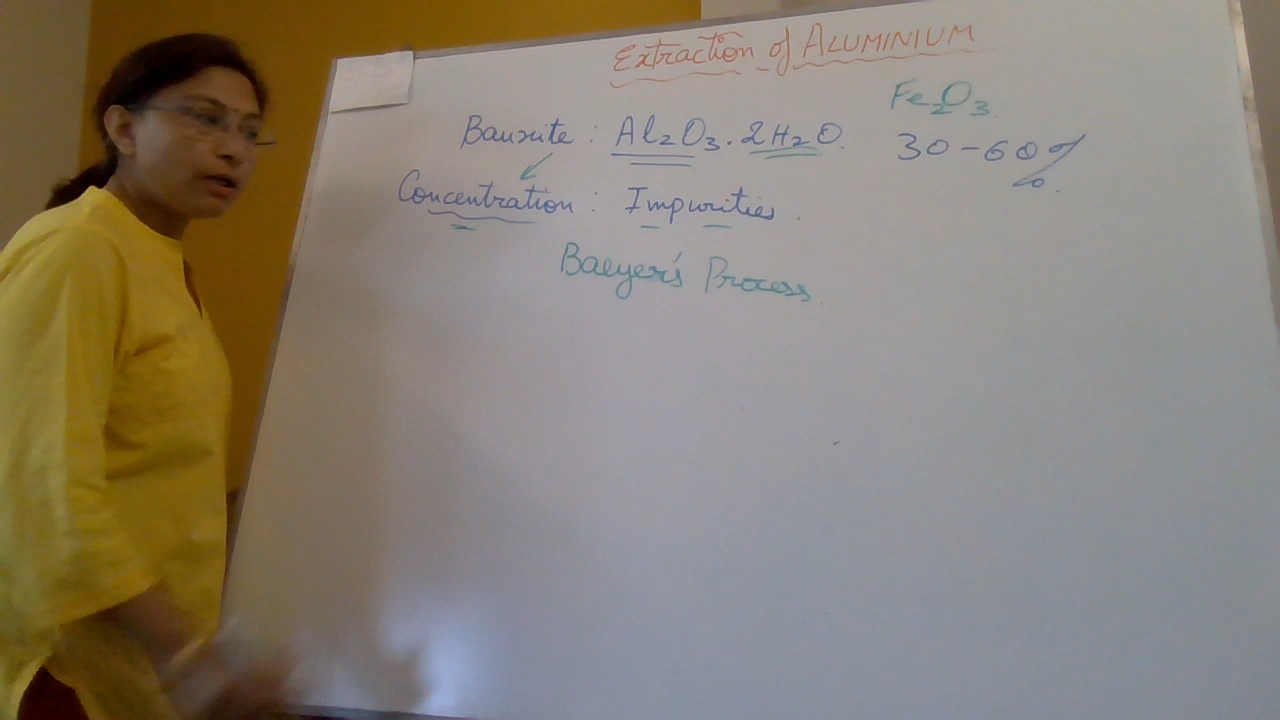 Extraction of ALUMINIUM
Fe₂O₃
Bauxite : Al₂O₃ . 2H₂O. 30 - 60%
Concentration : Impurities .
Baeyer's Process.